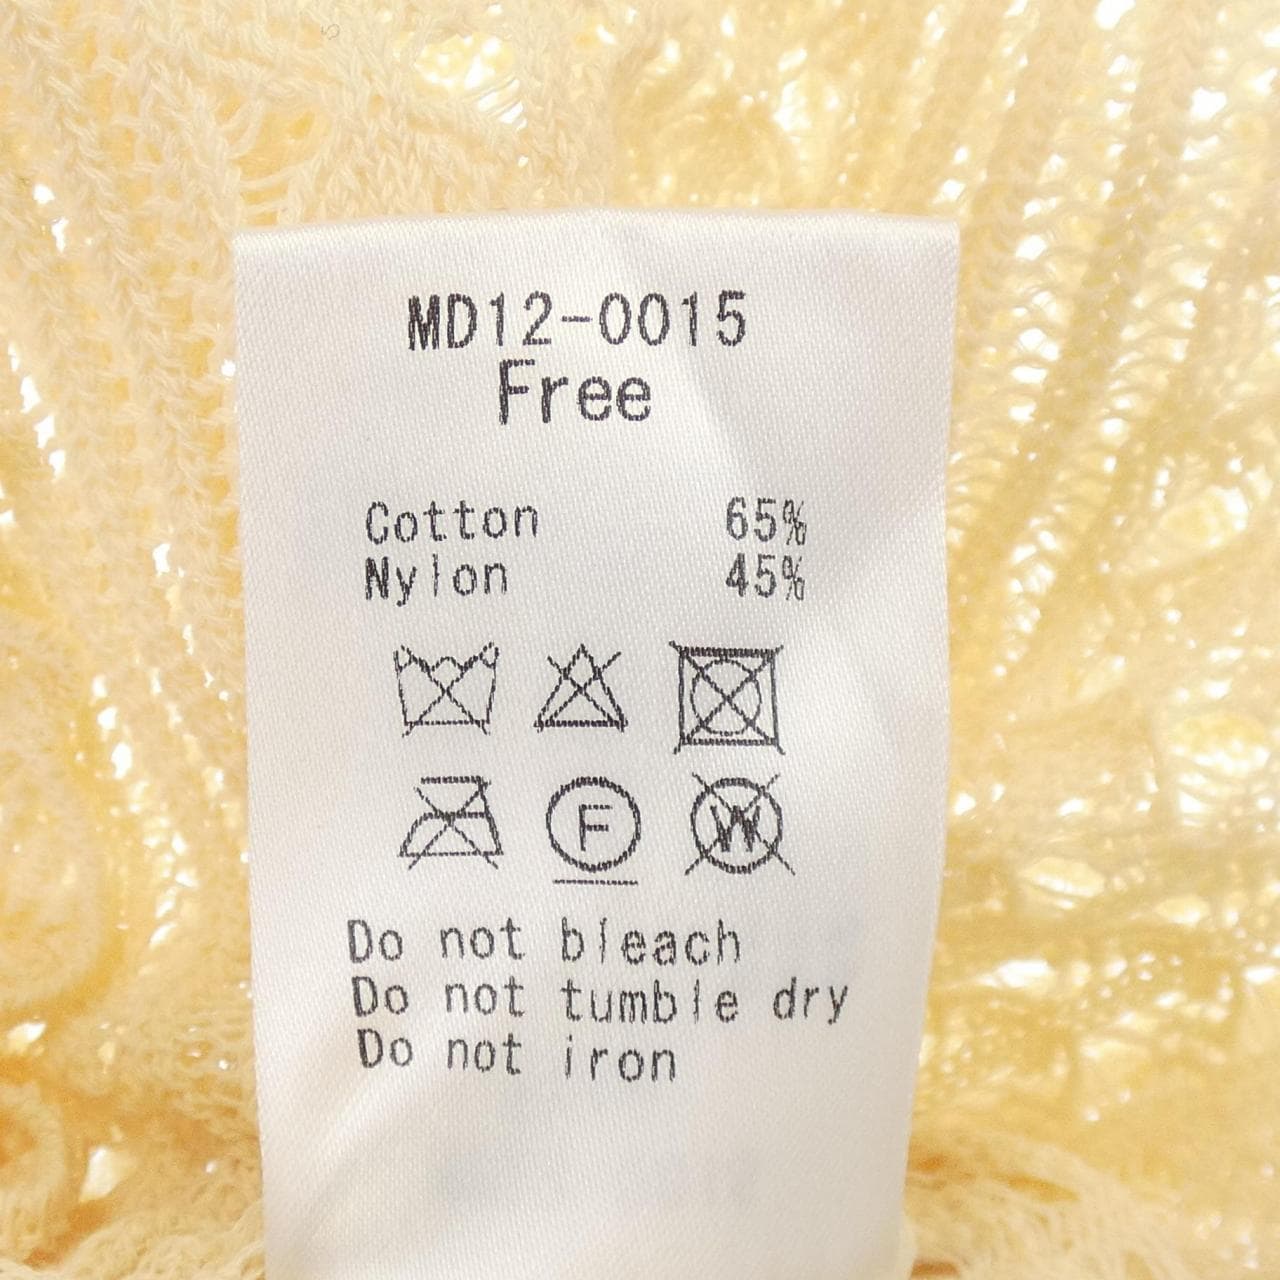 MD12-0015
Free
Cotton 65%
Nylon 45%
F W
Do not bleach
Do not tumble dry
Do not iron